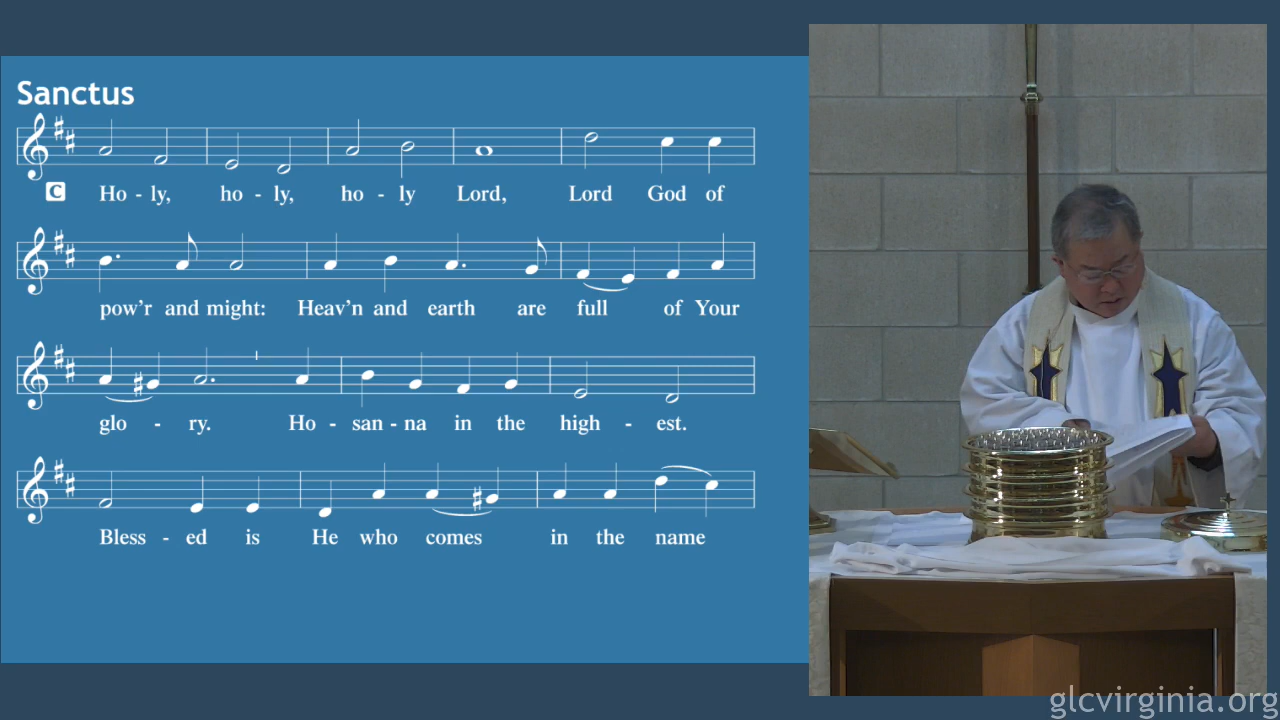 Sanctus
C Ho - ly, ho - ly, ho - ly Lord, Lord God of
pow'r and might: Heav'n and earth are full of Your
glo - ry. Ho - san - na in the high - est.
Bless - ed is He who comes in the name
glcvirginia.org